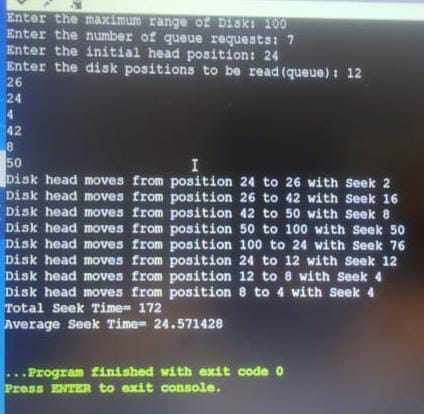 Enter the maximum range of Disk: 100
Enter the number of queue requests: 7
Enter the initial head position: 24
Enter the disk positions to be read(queue): 12
26
24
4
42
8
50
Disk head moves from position 24 to 26 with Seek 2
Disk head moves from position 26 to 42 with Seek 16
Disk head moves from position 42 to 50 with Seek 8
Disk head moves from position 50 to 100 with Seek 50
Disk head moves from position 100 to 24 with Seek 76
Disk head moves from position 24 to 12 with Seek 12
Disk head moves from position 12 to 8 with Seek 4
Disk head moves from position 8 to 4 with Seek 4
Total Seek Time= 172
Average Seek Time= 24.571428
...Program finished with exit code 0
Press ENTER to exit console.